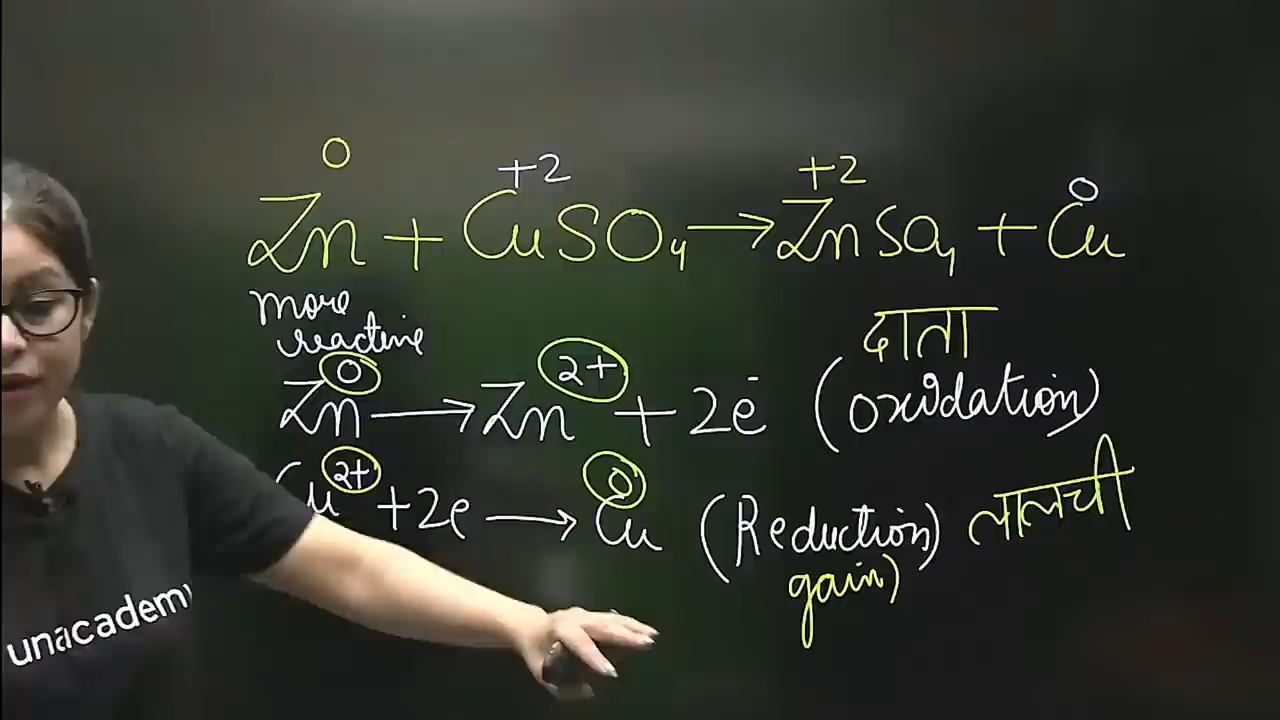 0 +2 +2 0
Zn + CuSO₄ → ZnSO₄ + Cu
more
reactive
दाता
Zn⁰ → Zn²⁺ + 2e⁻ (oxidation)
Cu²⁺ + 2e → Cu⁰ (Reduction) लालची
gain)
unacademy